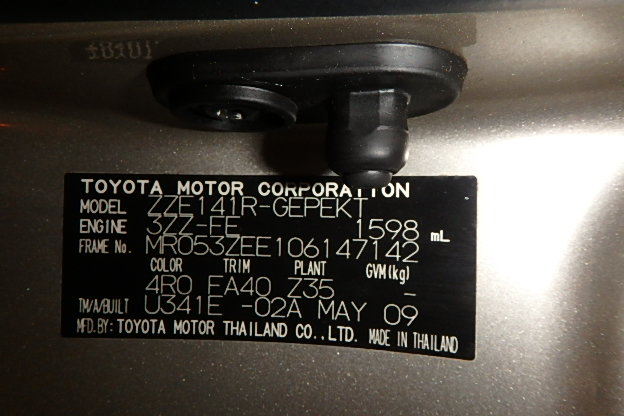 TOYOTA MOTOR CORPORATION
MODEL ZZE141R-GEPEKT
ENGINE 3ZZ-FE 1598 mL
FRAME No. MR053ZEE106147142
COLOR TRIM PLANT GVM(kg)
4R0 FA40 Z35 -
TM/A/BUILT U341E -02A MAY 09
MFD.BY: TOYOTA MOTOR THAILAND CO.,LTD. MADE IN THAILAND